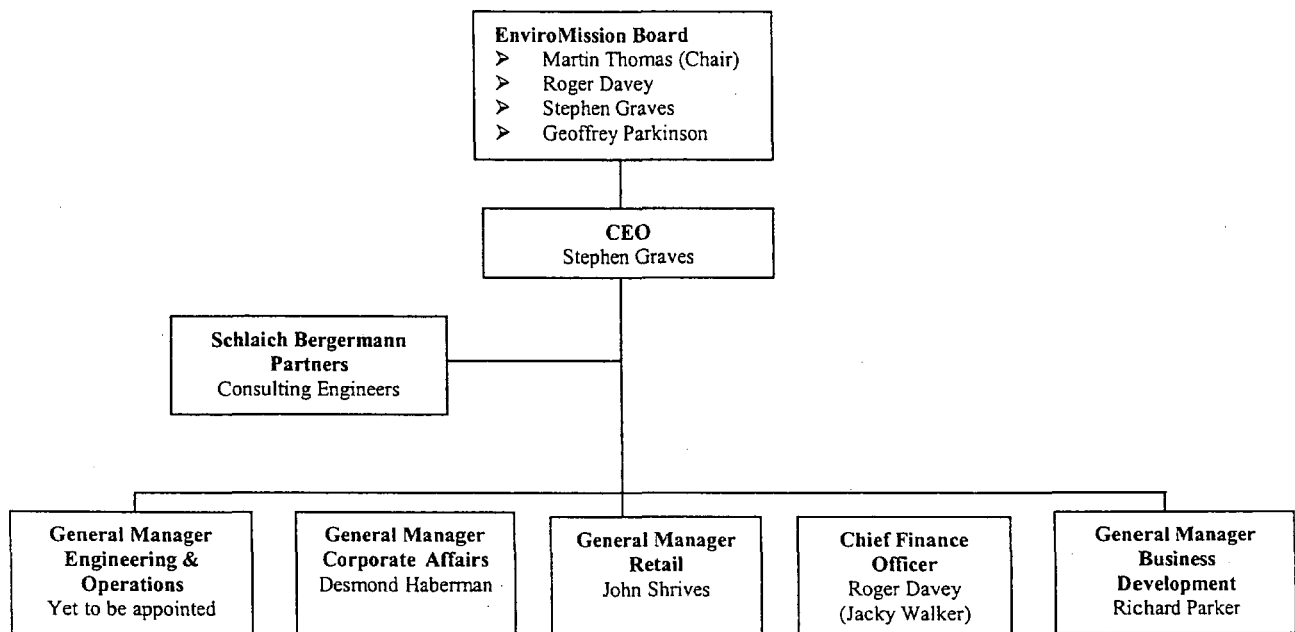 EnviroMission Board
➢ Martin Thomas (Chair)
➢ Roger Davey
➢ Stephen Graves
➢ Geoffrey Parkinson
CEO
Stephen Graves
Schlaich Bergermann
Partners
Consulting Engineers
General Manager
Engineering &
Operations
Yet to be appointed
General Manager
Corporate Affairs
Desmond Haberman
General Manager
Retail
John Shrives
Chief Finance
Officer
Roger Davey
(Jacky Walker)
General Manager
Business
Development
Richard Parker